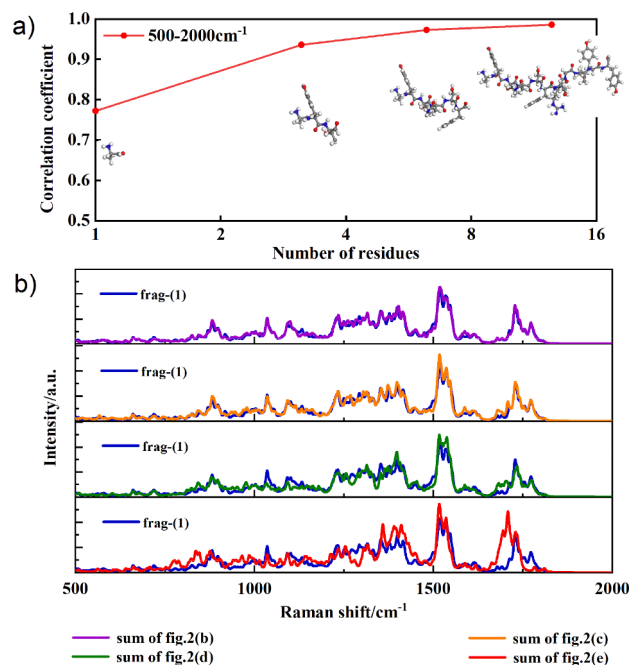 a)
500-2000cm⁻¹
Correlation coefficient
1.0
0.9
0.8
0.7
0.6
0.5
1 2 4 8 16
Number of residues
b)
frag-(1)
frag-(1)
frag-(1)
frag-(1)
Intensity/a.u.
500 1000 1500 2000
Raman shift/cm⁻¹
sum of fig.2(b) sum of fig.2(c)
sum of fig.2(d) sum of fig.2(e)